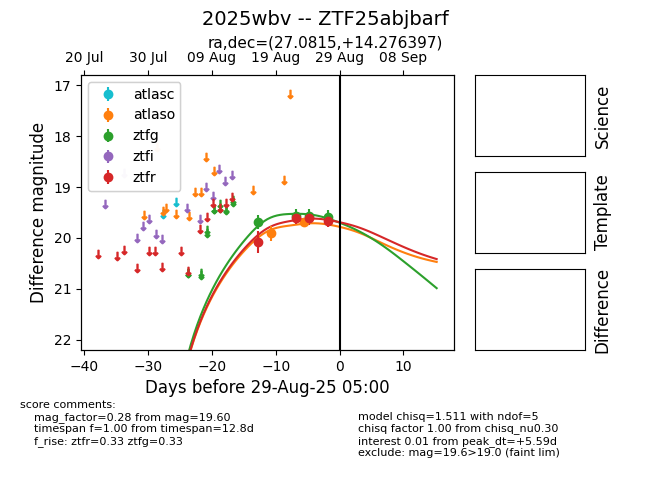 2025wbv -- ZTF25abjbarf
ra,dec=(27.0815,+14.276397)
20 Jul 30 Jul 09 Aug 19 Aug 29 Aug 08 Sep
17
18
19
20
21
22
Difference magnitude
atlasc
atlaso
ztfg
ztfi
ztfr
−40 −30 −20 −10 0 10
Days before 29-Aug-25 05:00
Science
Template
Difference
score comments:
mag_factor=0.28 from mag=19.60
timespan f=1.00 from timespan=12.8d
f_rise: ztfr=0.33 ztfg=0.33
model chisq=1.511 with ndof=5
chisq factor 1.00 from chisq_nu0.30
interest 0.01 from peak_dt=+5.59d
exclude: mag=19.6>19.0 (faint lim)